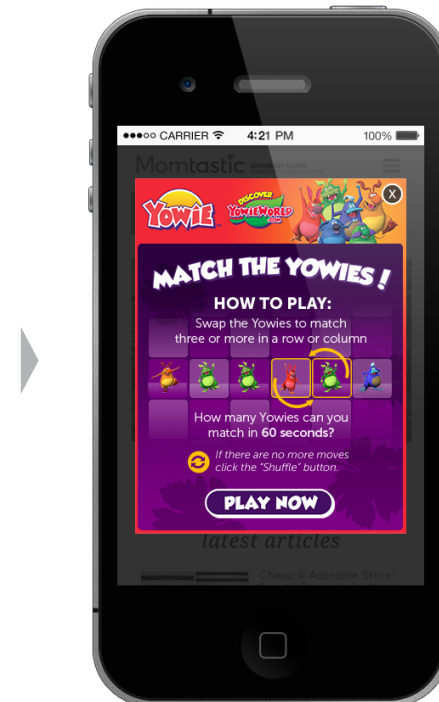 ●●●○○ CARRIER 4:21 PM 100%
Momtastic
YOWIE
DISCOVER
YOWIEWORLD
.COM
X
MATCH THE YOWIES!
HOW TO PLAY:
Swap the Yowies to match
three or more in a row or column
How many Yowies can you
match in 60 seconds?
If there are no more moves
click the "Shuffle" button.
PLAY NOW
latest articles
Cheap & Adorable Store-